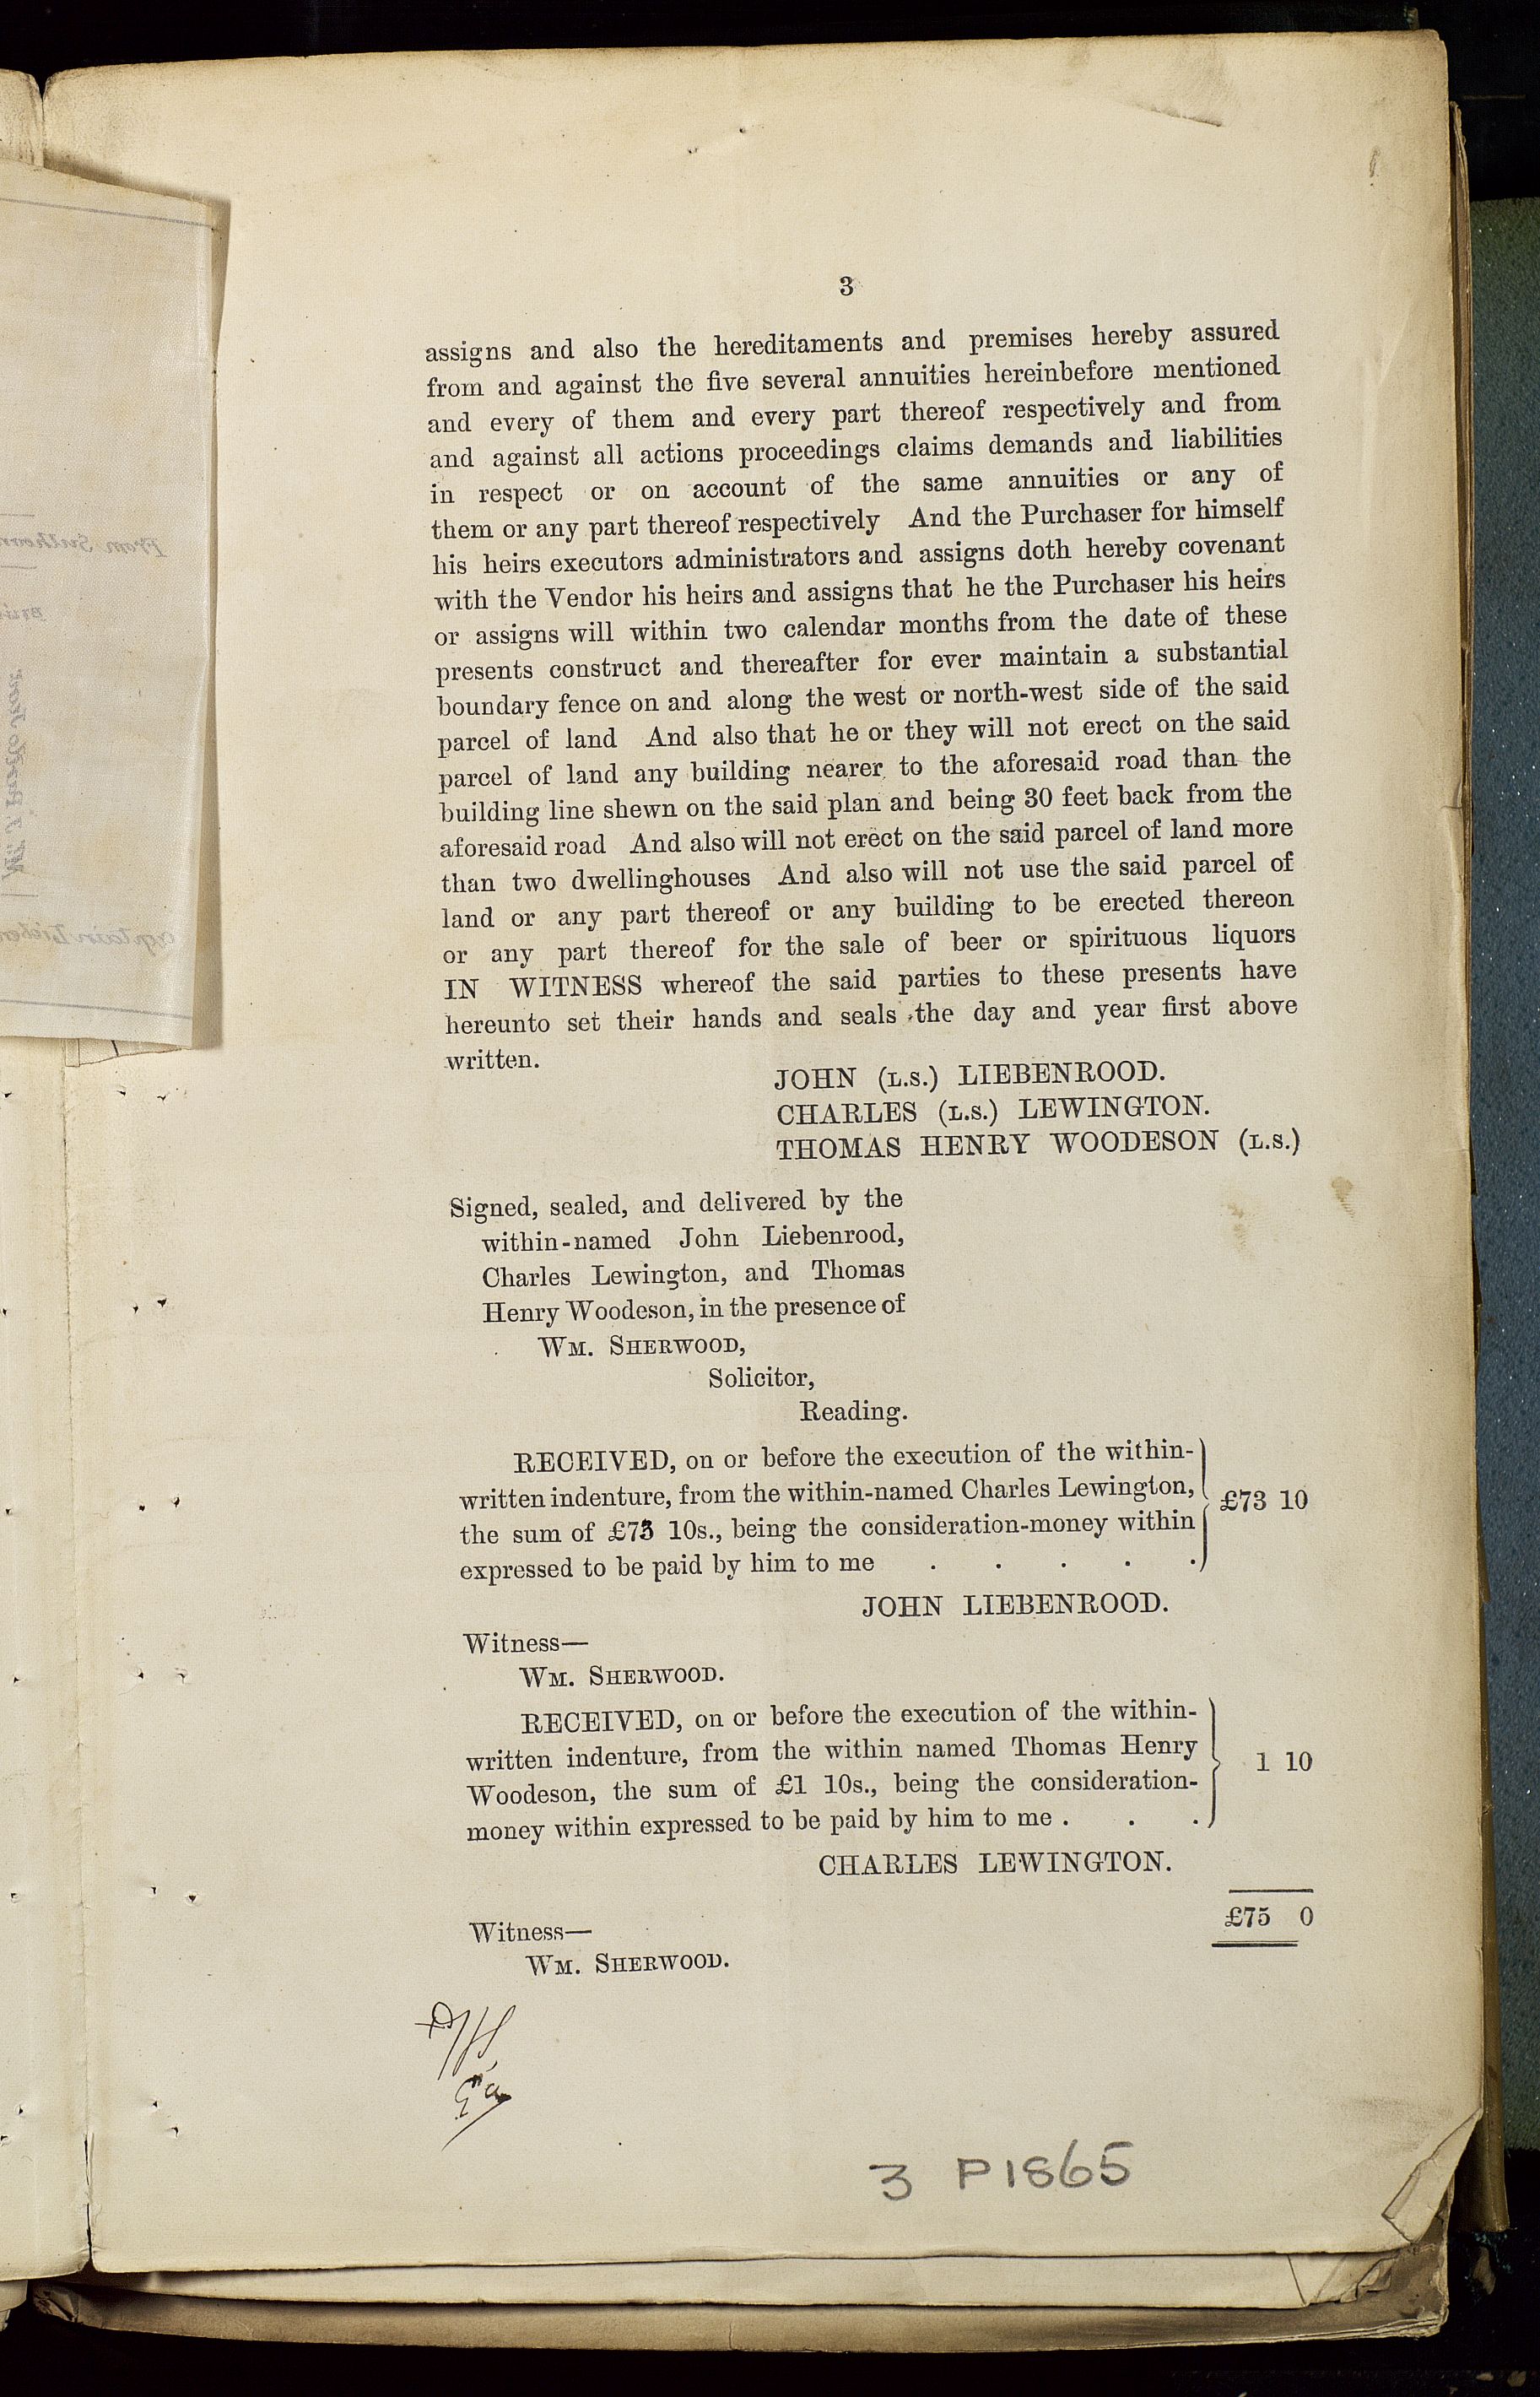 3
assigns and also the hereditaments and premises hereby assured
from and against the five several annuities hereinbefore mentioned
and every of them and every part thereof respectively and from
and against all actions proceedings claims demands and liabilities
in respect or on account of the same annuities or any of
them or any part thereof respectively And the Purchaser for himself
his heirs executors administrators and assigns doth hereby covenant
with the Vendor his heirs and assigns that he the Purchaser his heirs
or assigns will within two calendar months from the date of these
presents construct and thereafter for ever maintain a substantial
boundary fence on and along the west or north-west side of the said
parcel of land And also that he or they will not erect on the said
parcel of land any building nearer to the aforesaid road than the
building line shewn on the said plan and being 30 feet back from the
aforesaid road And also will not erect on the said parcel of land more
than two dwellinghouses And also will not use the said parcel of
land or any part thereof or any building to be erected thereon
or any part thereof for the sale of beer or spirituous liquors
IN WITNESS whereof the said parties to these presents have
hereunto set their hands and seals the day and year first above
written.
JOHN (L.S.) LIEBENROOD.
CHARLES (L.S.) LEWINGTON.
THOMAS HENRY WOODESON (L.S.)
Signed, sealed, and delivered by the
within-named John Liebenrood,
Charles Lewington, and Thomas
Henry Woodeson, in the presence of
WM. SHERWOOD,
Solicitor,
Reading.
RECEIVED, on or before the execution of the within-
written indenture, from the within-named Charles Lewington,
the sum of £73 10s., being the consideration-money within
expressed to be paid by him to me . . . . .
£73 10
JOHN LIEBENROOD.
Witness—
WM. SHERWOOD.
RECEIVED, on or before the execution of the within-
written indenture, from the within named Thomas Henry
Woodeson, the sum of £1 10s., being the consideration-
money within expressed to be paid by him to me . . .
1 10
CHARLES LEWINGTON.
£75 0
Witness—
WM. SHERWOOD.
3 P1865